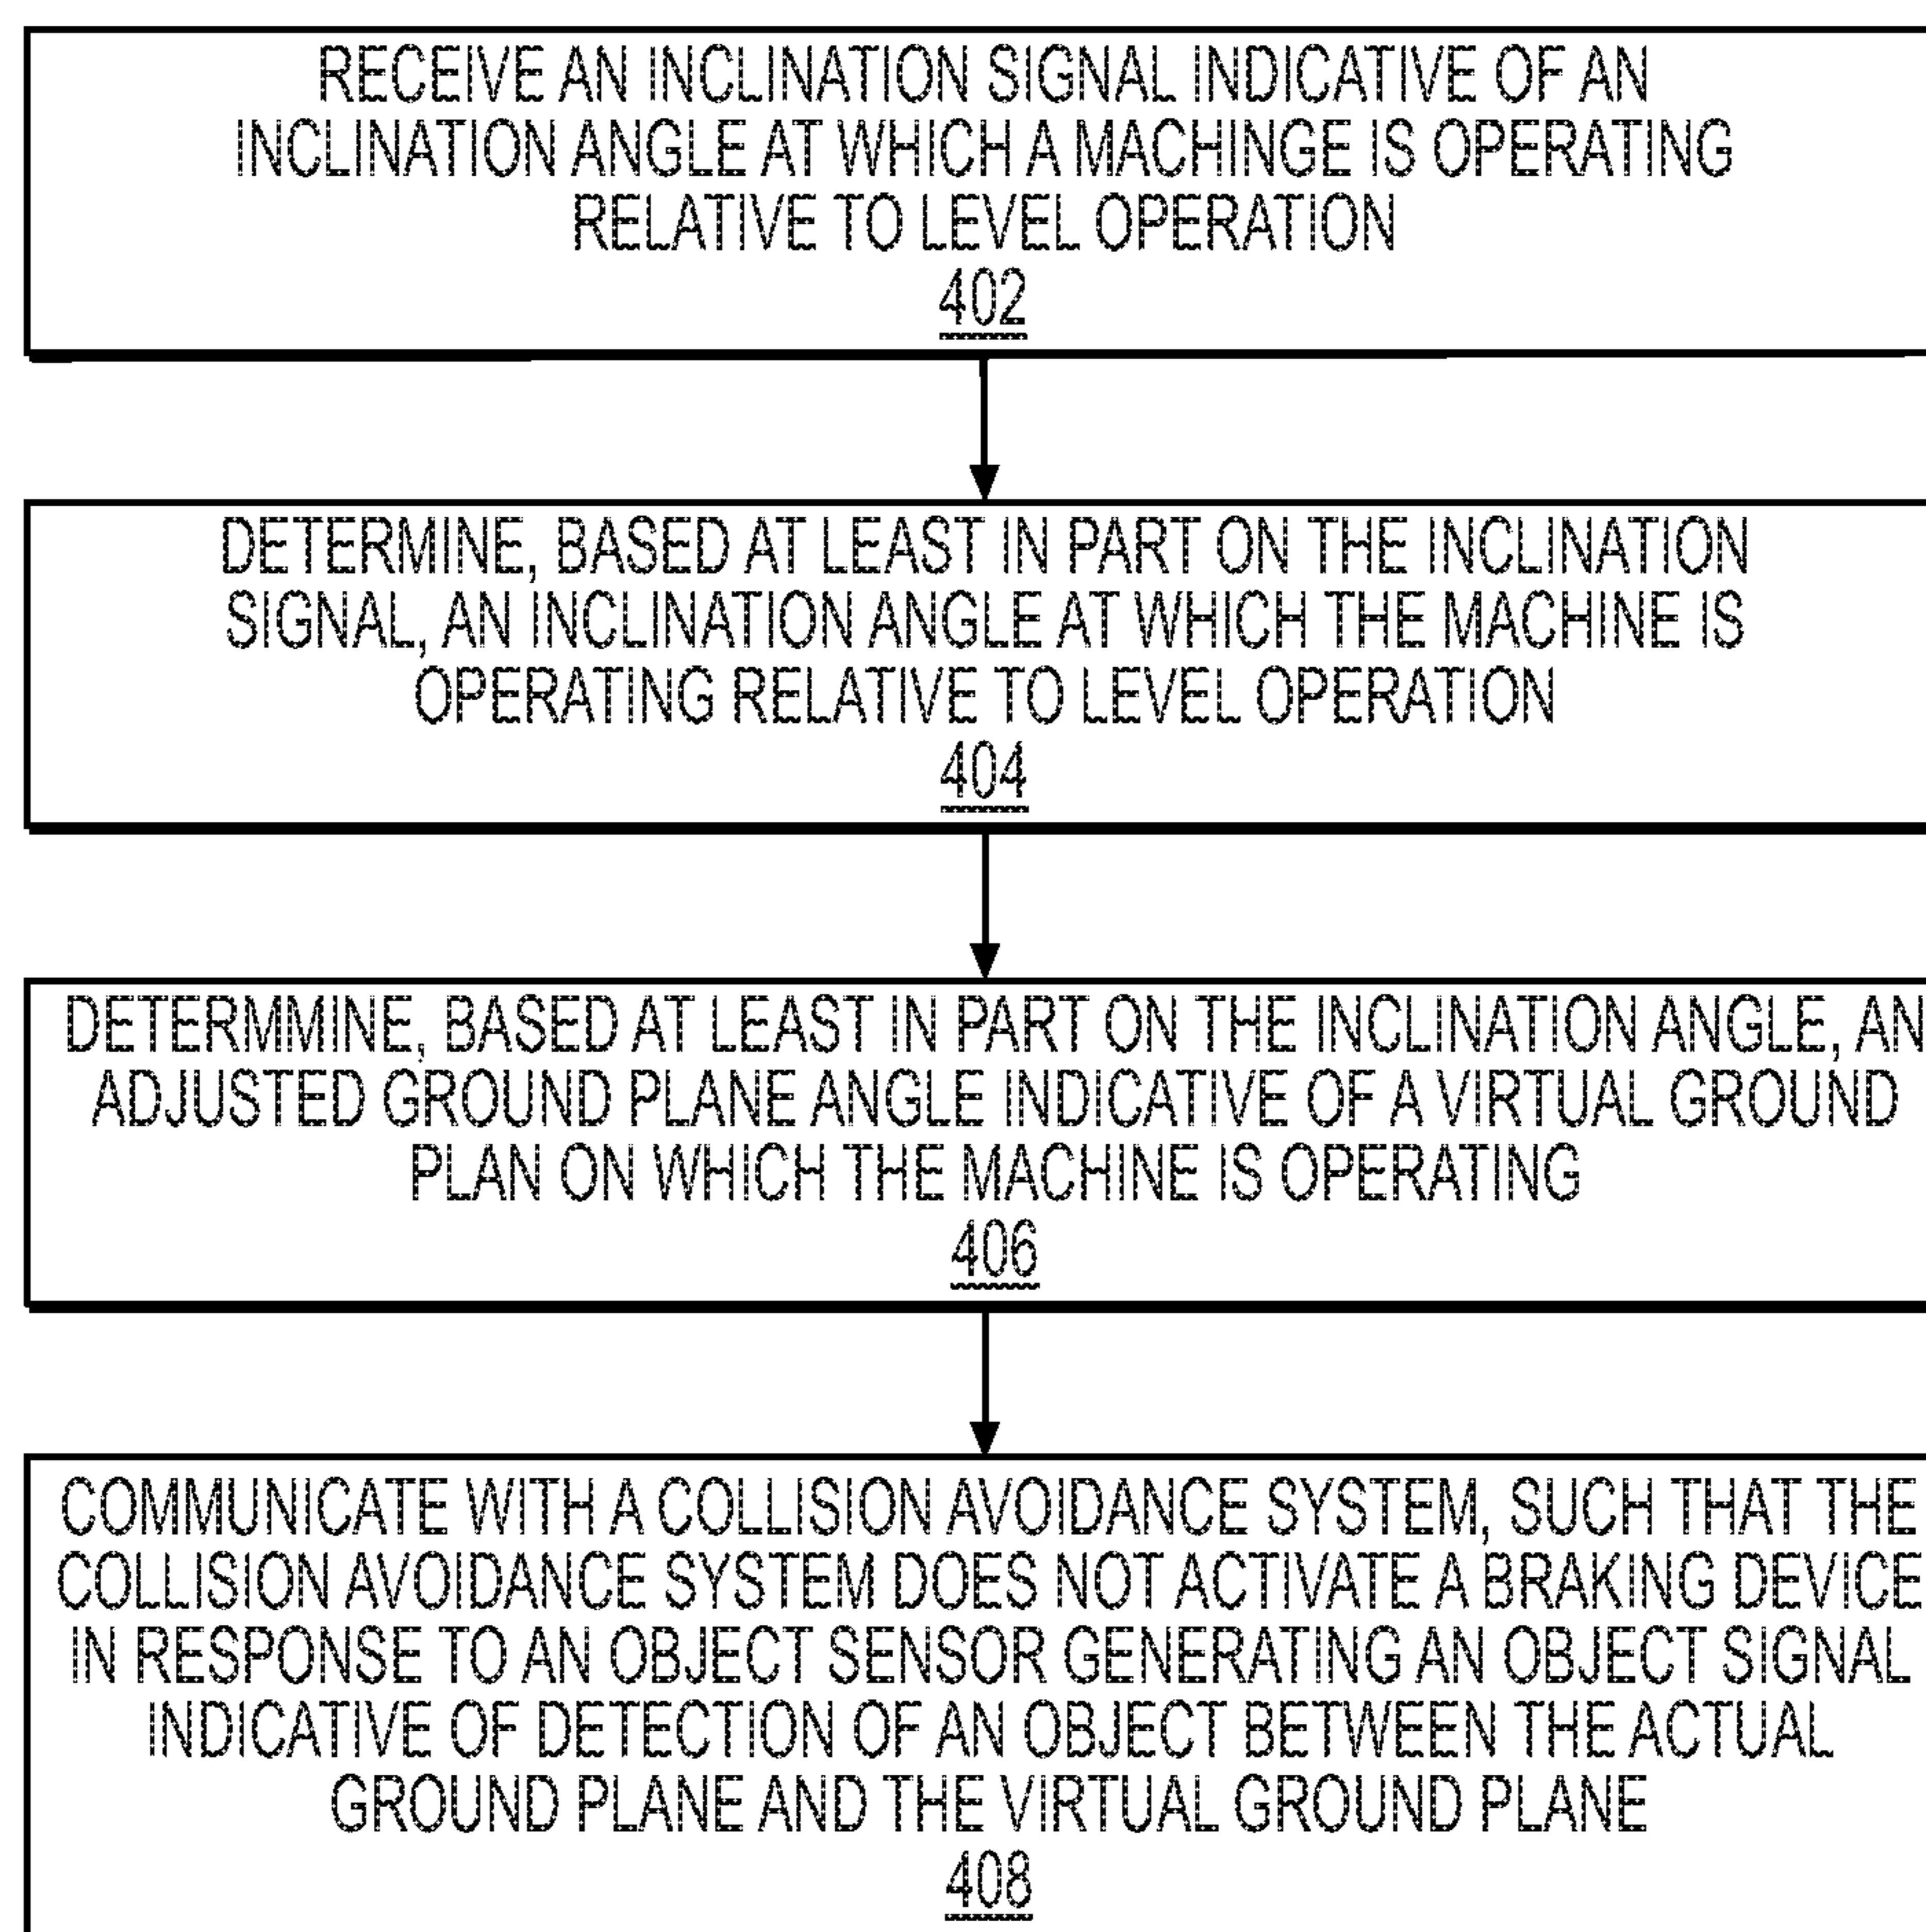 RECEIVE AN INCLINATION SIGNAL INDICATIVE OF AN
INCLINATION ANGLE AT WHICH A MACHINGE IS OPERATING
RELATIVE TO LEVEL OPERATION
402
DETERMINE, BASED AT LEAST IN PART ON THE INCLINATION
SIGNAL, AN INCLINATION ANGLE AT WHICH THE MACHINE IS
OPERATING RELATIVE TO LEVEL OPERATION
404
DETERMMINE, BASED AT LEAST IN PART ON THE INCLINATION ANGLE, AN
ADJUSTED GROUND PLANE ANGLE INDICATIVE OF A VIRTUAL GROUND
PLAN ON WHICH THE MACHINE IS OPERATING
406
COMMUNICATE WITH A COLLISION AVOIDANCE SYSTEM, SUCH THAT THE
COLLISION AVOIDANCE SYSTEM DOES NOT ACTIVATE A BRAKING DEVICE
IN RESPONSE TO AN OBJECT SENSOR GENERATING AN OBJECT SIGNAL
INDICATIVE OF DETECTION OF AN OBJECT BETWEEN THE ACTUAL
GROUND PLANE AND THE VIRTUAL GROUND PLANE
408